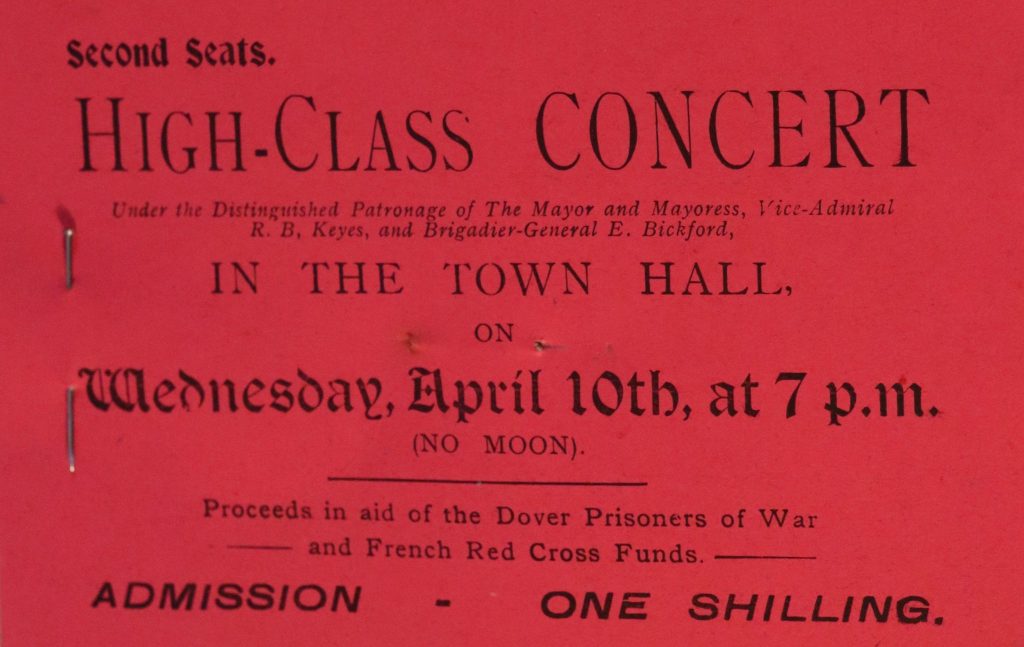 Second Seats.
HIGH-CLASS CONCERT
Under the Distinguished Patronage of The Mayor and Mayoress, Vice-Admiral
R. B, Keyes, and Brigadier-General E. Bickford,
IN THE TOWN HALL,
ON
Wednesday, April 10th, at 7 p.m.
(NO MOON).
Proceeds in aid of the Dover Prisoners of War
and French Red Cross Funds.
ADMISSION - ONE SHILLING.